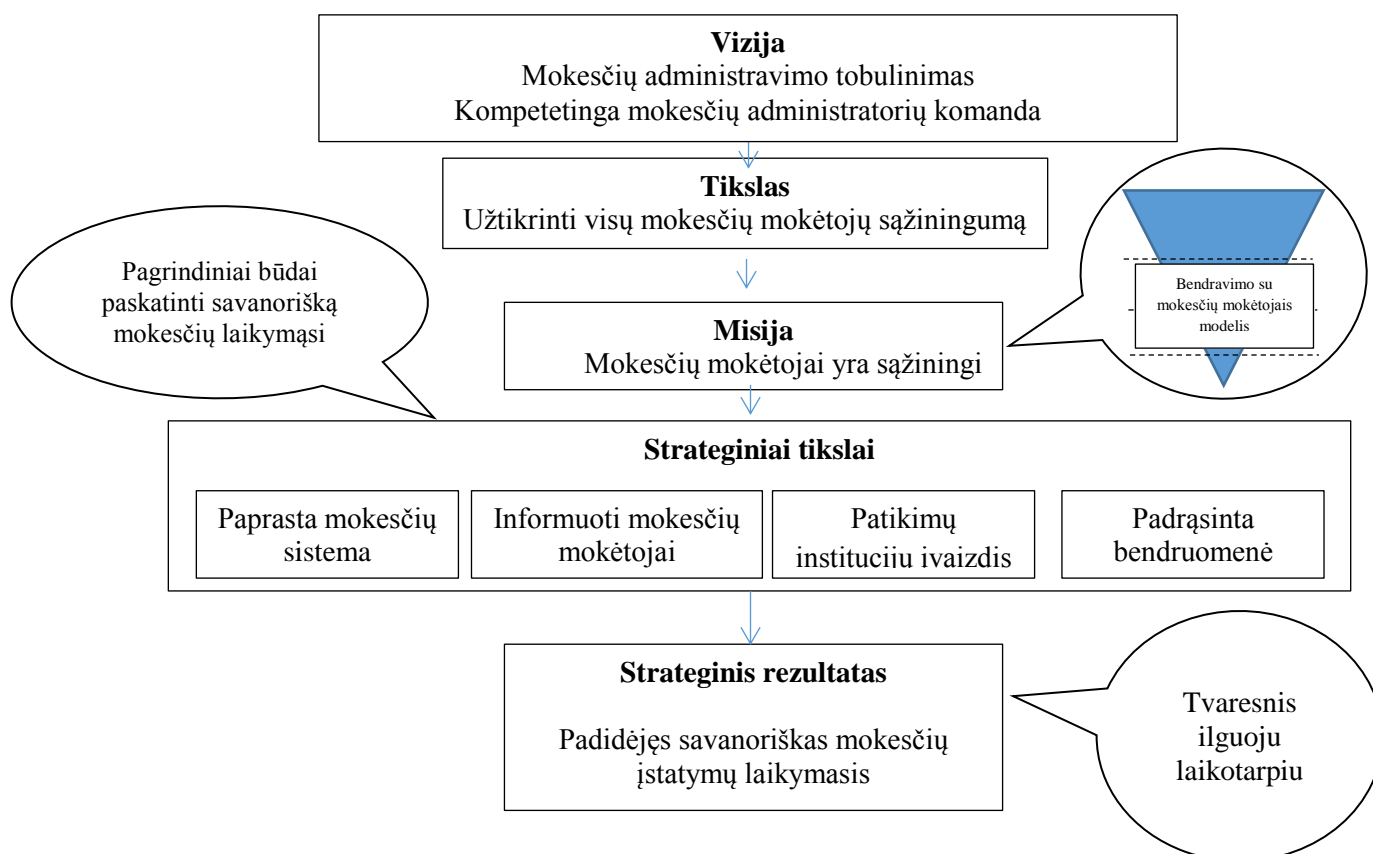 Vizija
Mokesčių administravimo tobulinimas
Kompetetinga mokesčių administratorių komanda
Tikslas
Užtikrinti visų mokesčių mokėtojų sąžiningumą
Bendravimo su
mokesčių mokėtojais
modelis
Pagrindiniai būdai
paskatinti savanorišką
mokesčių laikymąsi
Misija
Mokesčių mokėtojai yra sąžiningi
Strateginiai tikslai
Paprasta mokesčių
sistema
Informuoti mokesčių
mokėtojai
Patikimų
institucijų įvaizdis
Padrąsinta
bendruomenė
Strateginis rezultatas
Padidėjęs savanoriškas mokesčių
įstatymų laikymasis
Tvaresnis
ilguoju
laikotarpiu